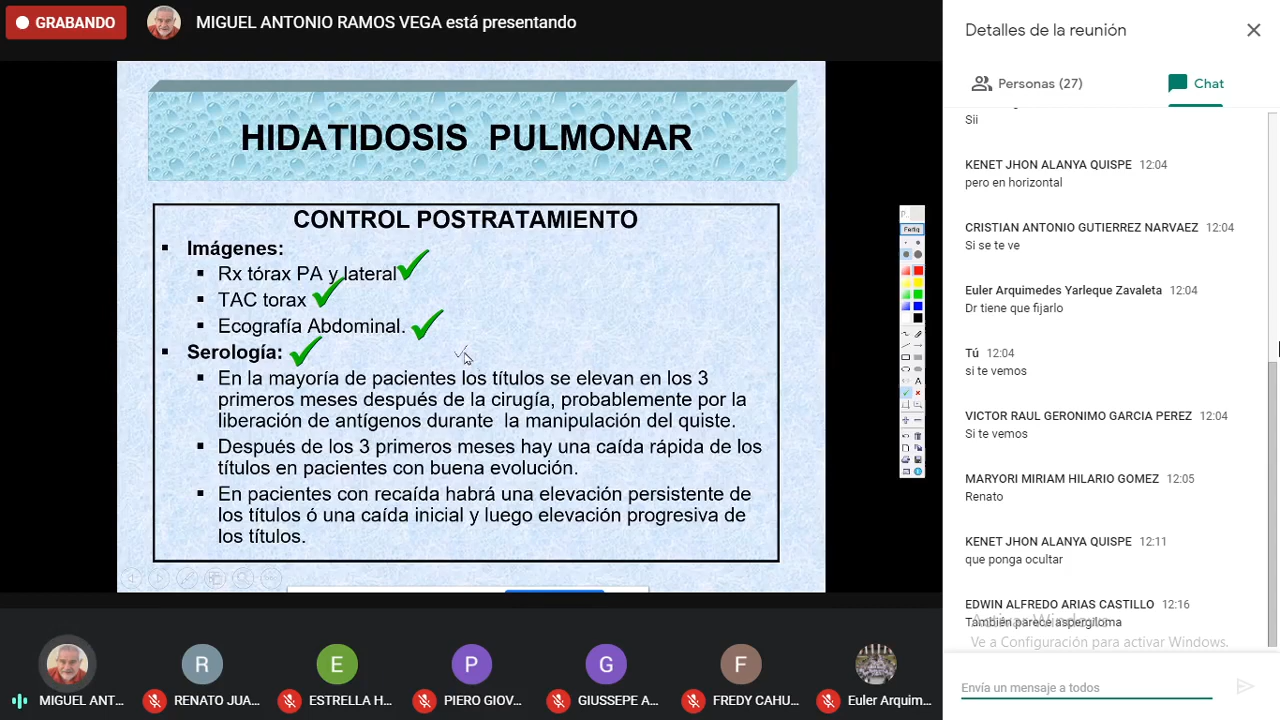 GRABANDO
MIGUEL ANTONIO RAMOS VEGA está presentando
HIDATIDOSIS PULMONAR
CONTROL POSTRATAMIENTO
Imágenes:
Rx tórax PA y lateral
TAC torax
Ecografía Abdominal.
Serología:
En la mayoría de pacientes los títulos se elevan en los 3
primeros meses después de la cirugía, probablemente por la
liberación de antígenos durante la manipulación del quiste.
Después de los 3 primeros meses hay una caída rápida de los
títulos en pacientes con buena evolución.
En pacientes con recaída habrá una elevación persistente de
los títulos ó una caída inicial y luego elevación progresiva de
los títulos.
A
MIGUEL ANT...
R
RENATO JUA...
E
ESTRELLA H...
P
PIERO GIOV...
G
GIUSSEPE A...
F
FREDY CAHU...
Euler Arquim...
Detalles de la reunión
Personas (27)
Chat
Sii
KENET JHON ALANYA QUISPE 12:04
pero en horizontal
CRISTIAN ANTONIO GUTIERREZ NARVAEZ 12:04
Si se te ve
Euler Arquimedes Yarleque Zavaleta 12:04
Dr tiene que fijarlo
Tú 12:04
si te vemos
VICTOR RAUL GERONIMO GARCIA PEREZ 12:04
Si te vemos
MARYORI MIRIAM HILARIO GOMEZ 12:05
Renato
KENET JHON ALANYA QUISPE 12:11
que ponga ocultar
EDWIN ALFREDO ARIAS CASTILLO 12:16
También parece aspergiloma
Activar Windows
Ve a Configuración para activar Windows.
Envía un mensaje a todos